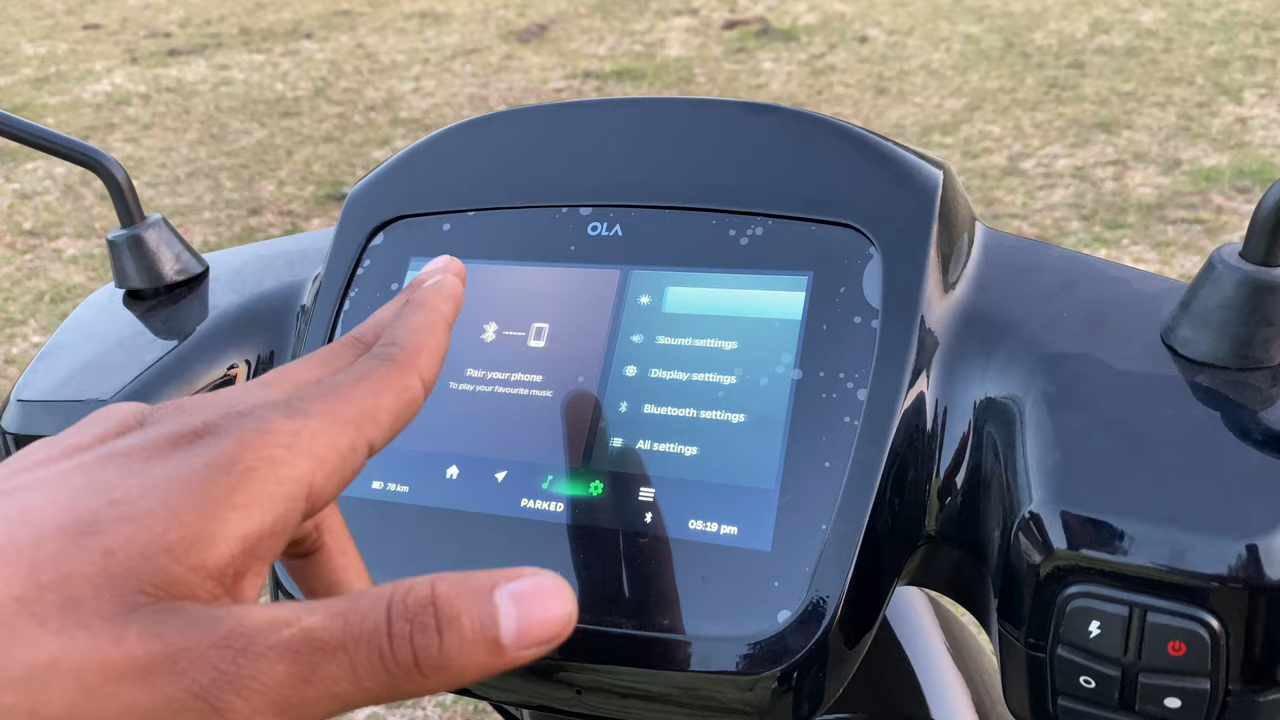 OLA
Pair your phone
To play your favourite music
Sound settings
Display settings
Bluetooth settings
All settings
78 km
PARKED
05:19 pm